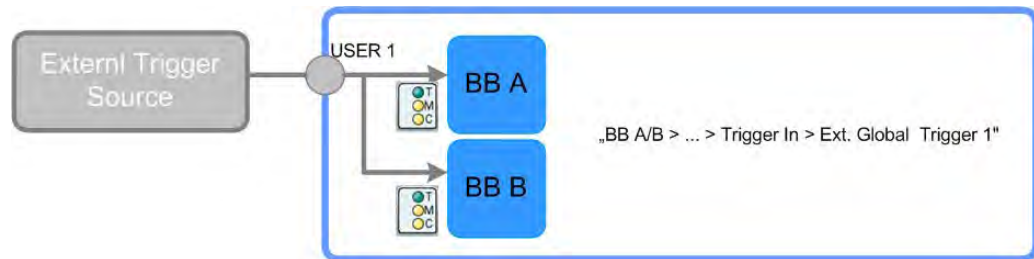 Externl Trigger
Source
USER 1
BB A
T
M
C
„BB A/B > ... > Trigger In > Ext. Global Trigger 1"
BB B
T
M
C